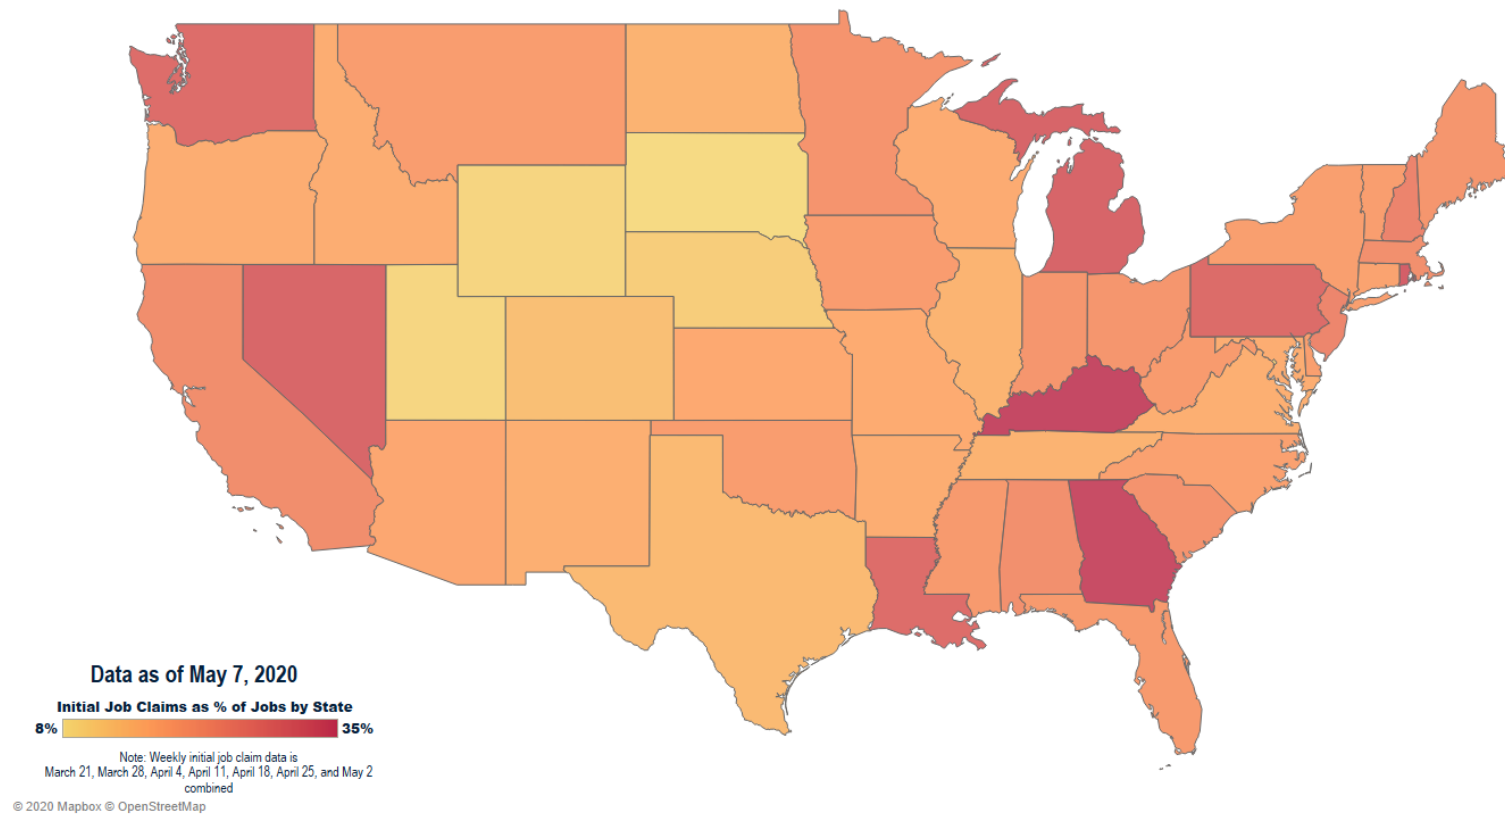 Data as of May 7, 2020
Initial Job Claims as % of Jobs by State
8% 35%
Note: Weekly initial job claim data is
March 21, March 28, April 4, April 11, April 18, April 25, and May 2
combined
© 2020 Mapbox © OpenStreetMap